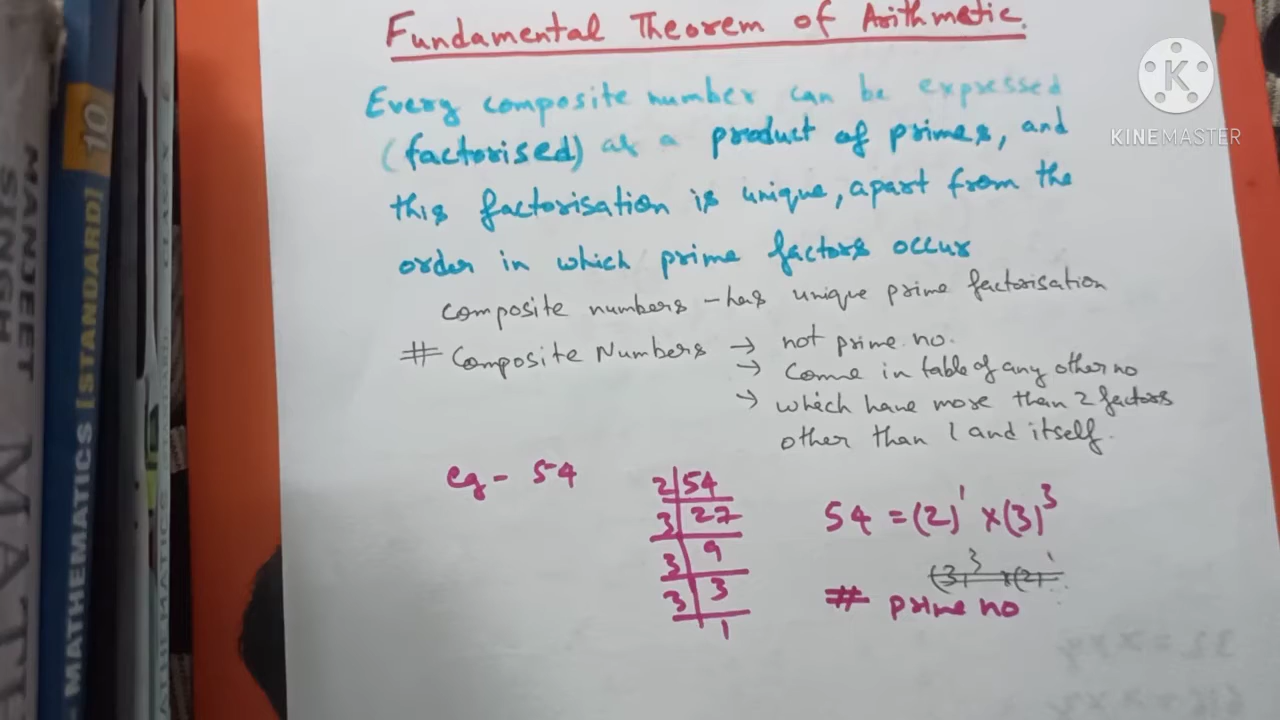 Fundamental Theorem of Arithmetic.
Every composite number can be expressed
(factorised) as a product of primes, and
this factorisation is unique, apart from the
order in which prime factors occur
composite numbers - has unique prime factorisation
# Composite Numbers → not prime no.
→ Come in table of any other no
→ which have more than 2 factors
other than 1 and itself.
eg - 54
2 | 54
3 | 27
3 | 9
3 | 3
1
54 = (2)¹ × (3)³
(3)³ × (2)¹
# prime no
KINEMASTER
MANJEET SINGH
MATHEMATICS [STANDARD] 10